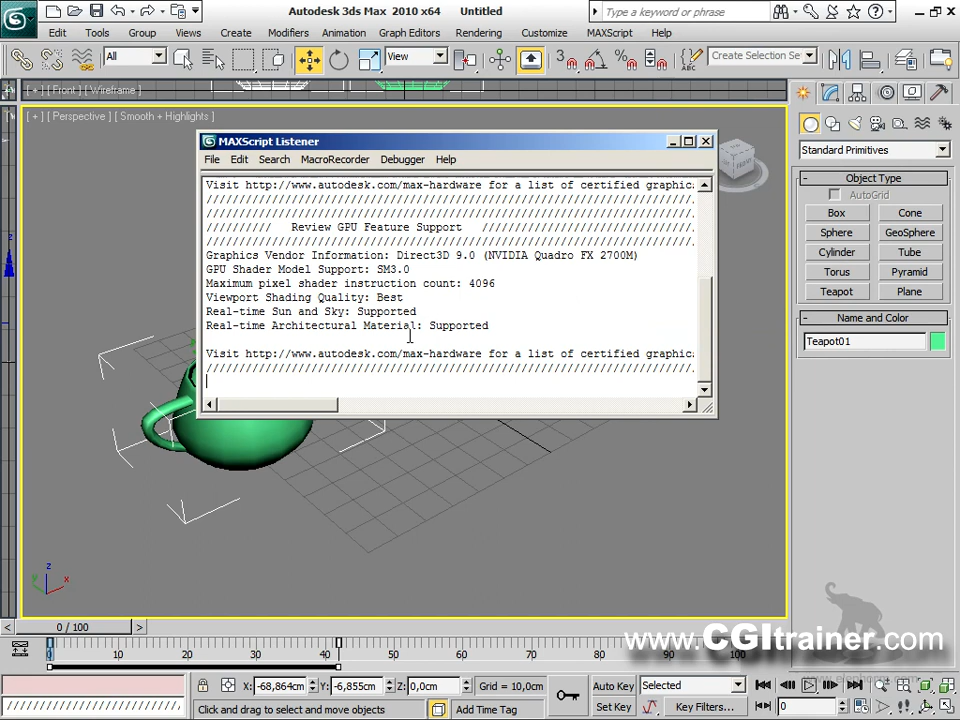 Autodesk 3ds Max 2010 x64 Untitled
Type a keyword or phrase
Edit Tools Group Views Create Modifiers Animation Graph Editors Rendering Customize MAXScript Help
All
View
Create Selection Se
[ + ] [ Front ] [ Wireframe ]
[ + ] [ Perspective ] [ Smooth + Highlights ]
MAXScript Listener
File Edit Search MacroRecorder Debugger Help
Visit http://www.autodesk.com/max-hardware for a list of certified graphics
////////// Review GPU Feature Support
Graphics Vendor Information: Direct3D 9.0 (NVIDIA Quadro FX 2700M)
GPU Shader Model Support: SM3.0
Maximum pixel shader instruction count: 4096
Viewport Shading Quality: Best
Real-time Sun and Sky: Supported
Real-time Architectural Material: Supported
Visit http://www.autodesk.com/max-hardware for a list of certified graphics
Standard Primitives
- Object Type
AutoGrid
Box Cone
Sphere GeoSphere
Cylinder Tube
Torus Pyramid
Teapot Plane
- Name and Color
Teapot01
FRONT
z
x
y
z
< 0 / 100 >
0 10 20 30 40 50 60 70 80 90 100
www.CGItrainer.com
X: -68,864cm Y: -6,855cm Z: 0,0cm Grid = 10,0cm
Auto Key Selected
Click and drag to select and move objects Add Time Tag
Set Key Key Filters... 0